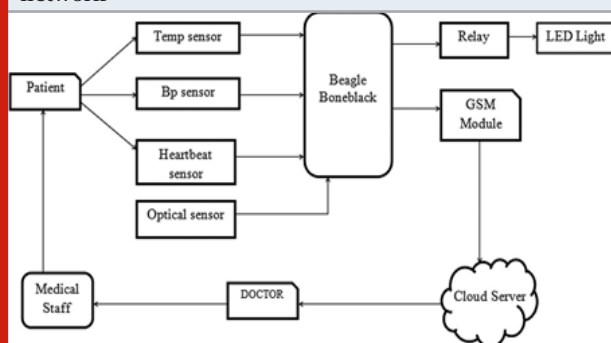 Temp sensor
Relay
LED Light
Patient
Bp sensor
Beagle
Boneblack
GSM
Module
Heartbeat
sensor
Optical sensor
Medical
Staff
DOCTOR
Cloud Server